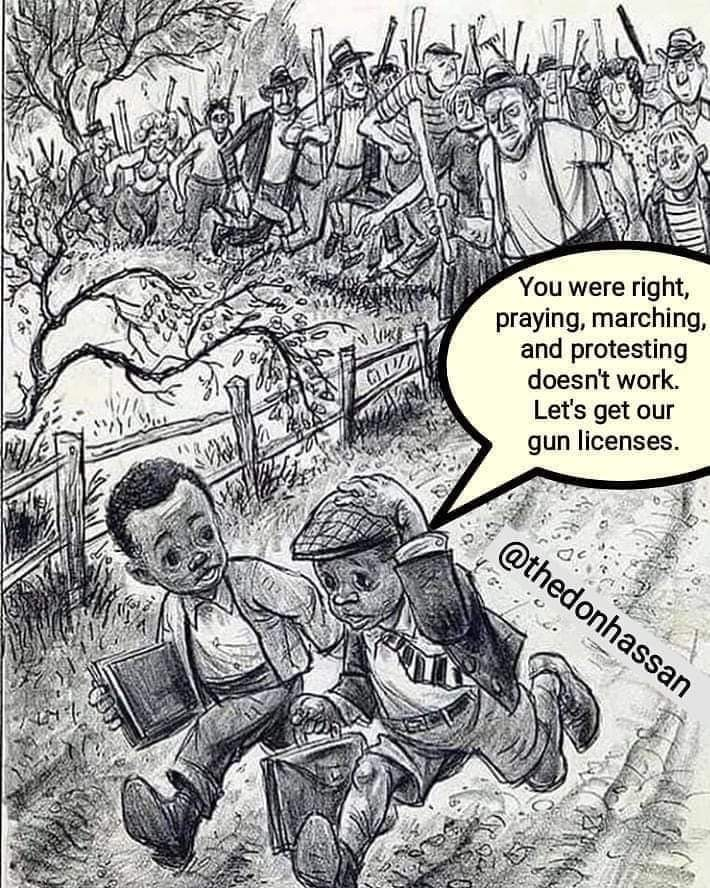 You were right,
praying, marching,
and protesting
doesn't work.
Let's get our
gun licenses.
@thedonhassan